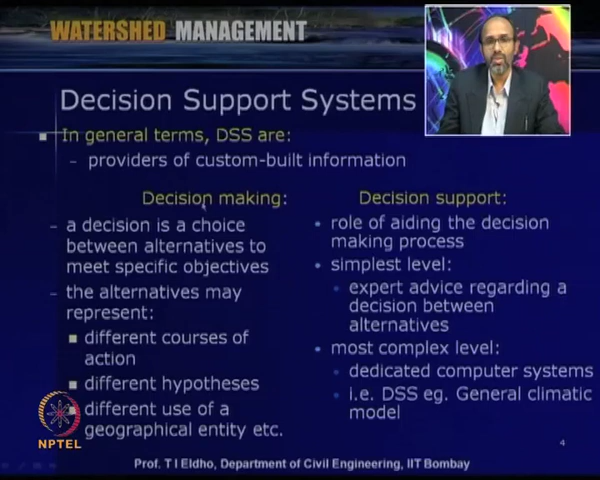 WATERSHED MANAGEMENT
Decision Support Systems
In general terms, DSS are:
– providers of custom-built information
Decision making:
– a decision is a choice
between alternatives to
meet specific objectives
– the alternatives may
represent:
different courses of
action
different hypotheses
different use of a
geographical entity etc.
Decision support:
• role of aiding the decision
making process
• simplest level:
• expert advice regarding a
decision between
alternatives
• most complex level:
• dedicated computer systems
• i.e. DSS eg. General climatic
model
NPTEL
4
Prof. T I Eldho, Department of Civil Engineering, IIT Bombay